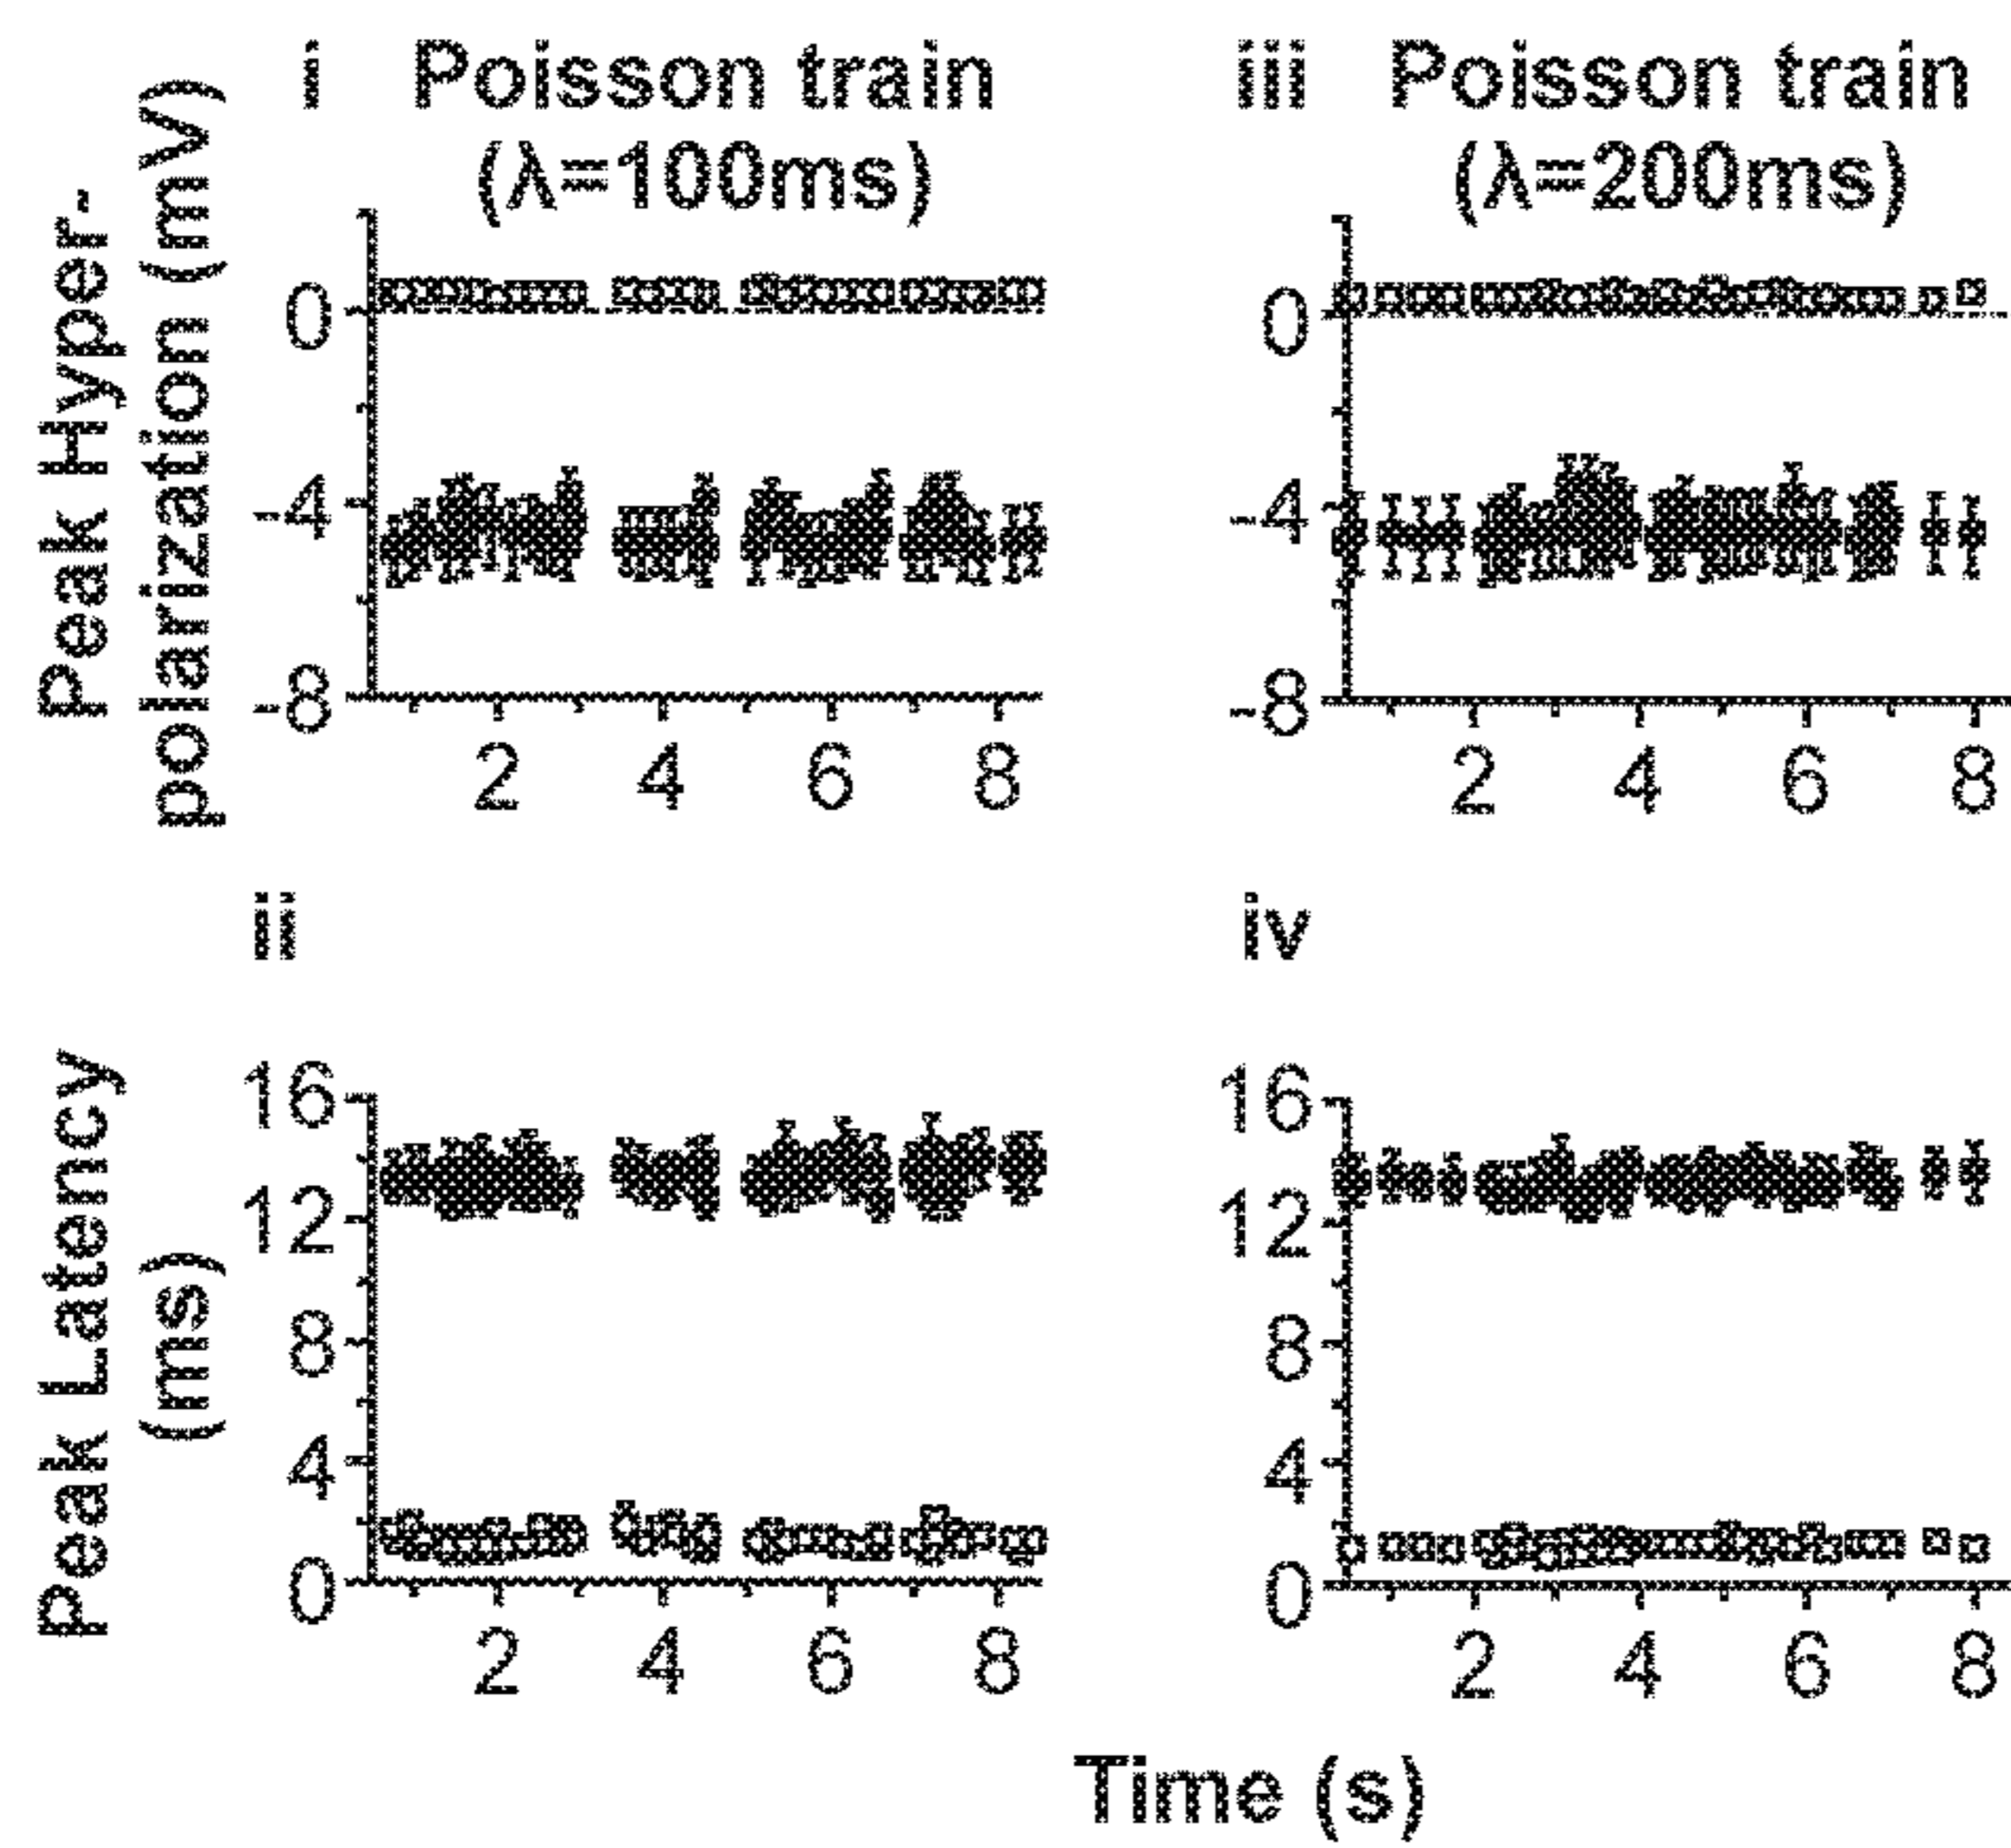 i Poisson train
(λ=100ms)
iii Poisson train
(λ=200ms)
Peak Hyper-
polarization (mV)
0
-4
-8
2 4 6 8
0
-4
-8
2 4 6 8
ii
iv
Peak Latency
(ms)
16
12
8
4
0
2 4 6 8
16
12
8
4
0
2 4 6 8
Time (s)